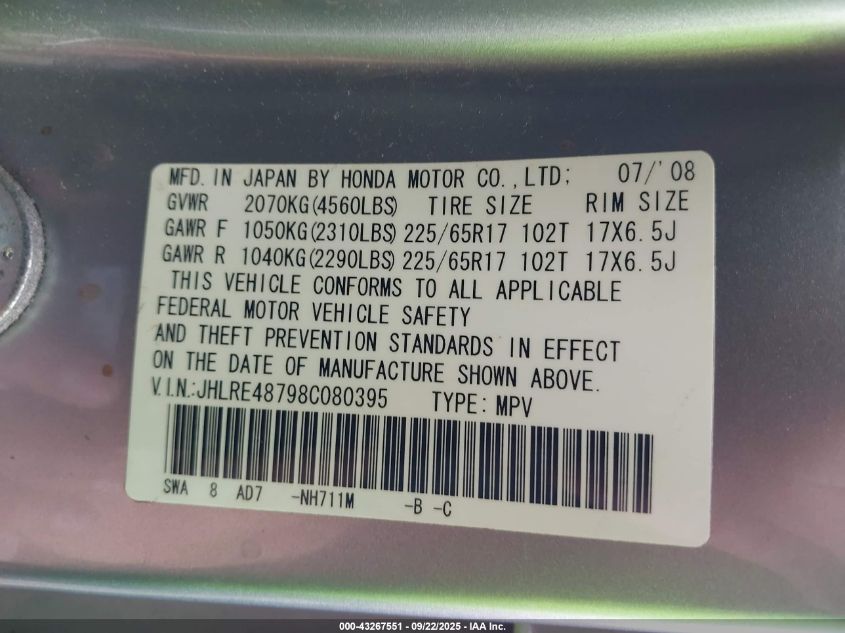 MFD. IN JAPAN BY HONDA MOTOR CO.,LTD; 07/'08
GVWR 2070KG(4560LBS) TIRE SIZE RIM SIZE
GAWR F 1050KG(2310LBS) 225/65R17 102T 17X6.5J
GAWR R 1040KG(2290LBS) 225/65R17 102T 17X6.5J
THIS VEHICLE CONFORMS TO ALL APPLICABLE
FEDERAL MOTOR VEHICLE SAFETY
AND THEFT PREVENTION STANDARDS IN EFFECT
ON THE DATE OF MANUFACTURE SHOWN ABOVE.
V.I.N.:JHLRE48798C080395 TYPE: MPV
SWA 8 AD7 -NH711M -B -C
000-43267551 - 09/22/2025 - IAA Inc.